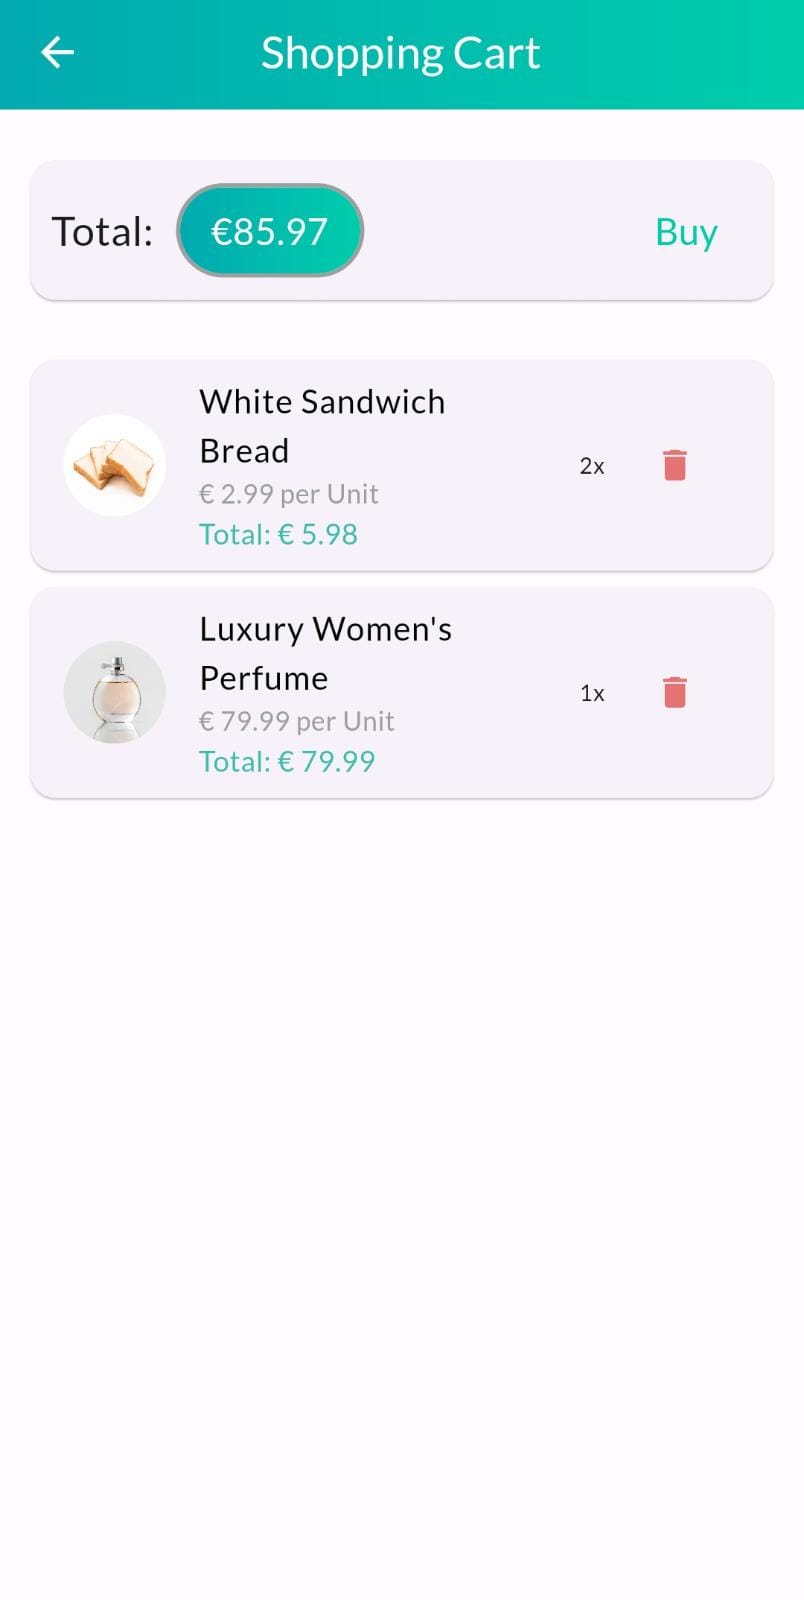 Shopping Cart
Total: €85.97 Buy
White Sandwich
Bread
€ 2.99 per Unit
Total: € 5.98
2x
Luxury Women's
Perfume
€ 79.99 per Unit
Total: € 79.99
1x